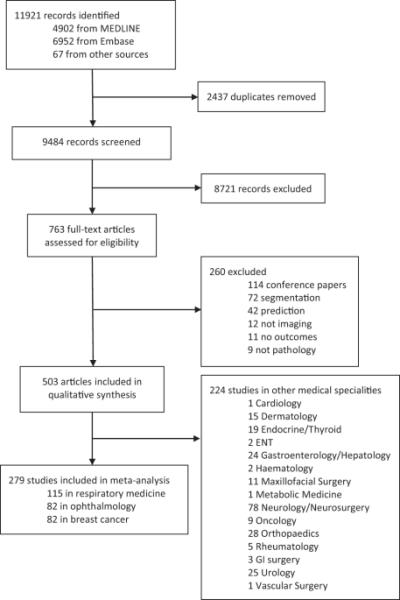 11921 records identified
4902 from MEDLINE
6952 from Embase
67 from other sources
2437 duplicates removed
9484 records screened
8721 records excluded
763 full-text articles
assessed for eligibility
260 excluded
114 conference papers
72 segmentation
42 prediction
12 not imaging
11 no outcomes
9 not pathology
503 articles included in
qualitative synthesis
224 studies in other medical specialities
1 Cardiology
15 Dermatology
19 Endocrine/Thyroid
2 ENT
24 Gastroenterology/Hepatology
2 Haematology
11 Maxillofacial Surgery
1 Metabolic Medicine
78 Neurology/Neurosurgery
9 Oncology
28 Orthopaedics
5 Rheumatology
3 GI surgery
25 Urology
1 Vascular Surgery
279 studies included in meta-analysis
115 in respiratory medicine
82 in ophthalmology
82 in breast cancer